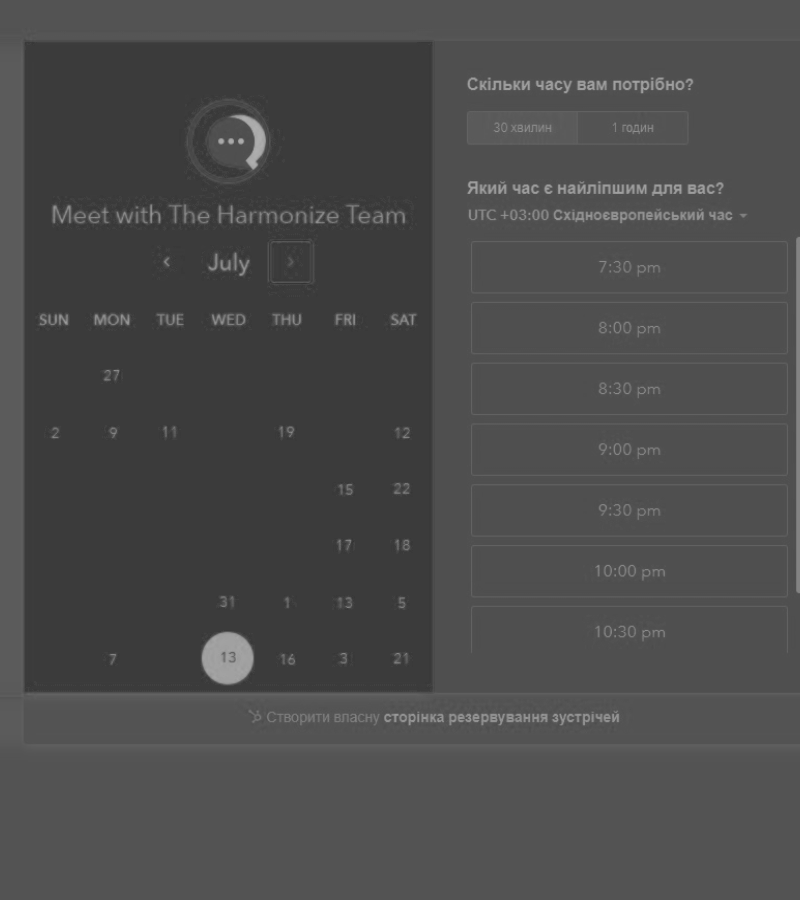 Meet with The Harmonize Team
July
SUN MON TUE WED THU FRI SAT
27
2 9 11 19 12
15 22
17 18
31 1 13 5
7 13 16 3 21
Скільки часу вам потрібно?
30 хвилин 1 годин
Який час є найліпшим для вас?
UTC +03:00 Східноєвропейський час
7:30 pm
8:00 pm
8:30 pm
9:00 pm
9:30 pm
10:00 pm
10:30 pm
Створити власну сторінка резервування зустрічей